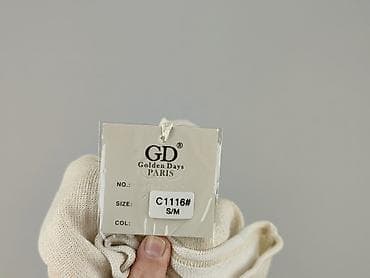 GD®
Golden Days
PARIS
NO.:
SIZE: C1116#
S/M
COL: